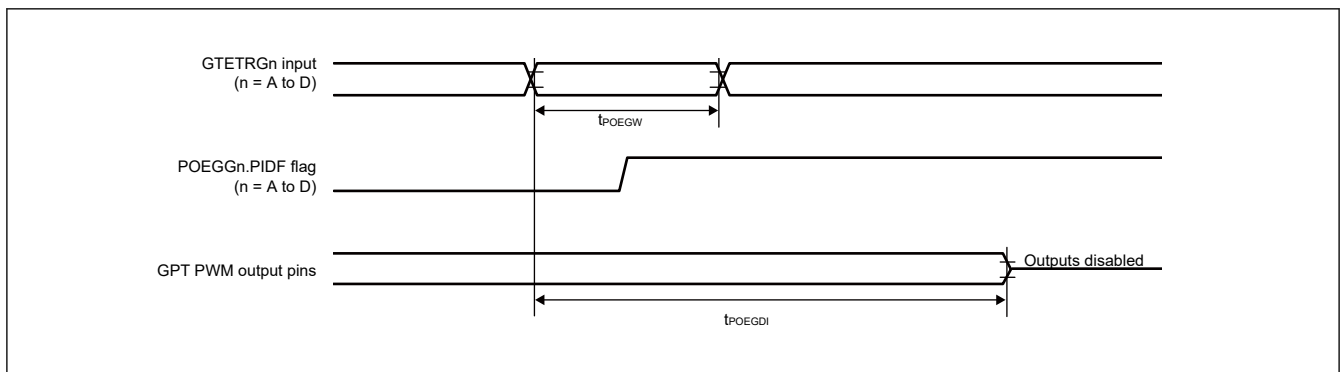 GTETRGn input
(n = A to D)
tPOEGW
POEGGn.PIDF flag
(n = A to D)
GPT PWM output pins
Outputs disabled
tPOEGDI